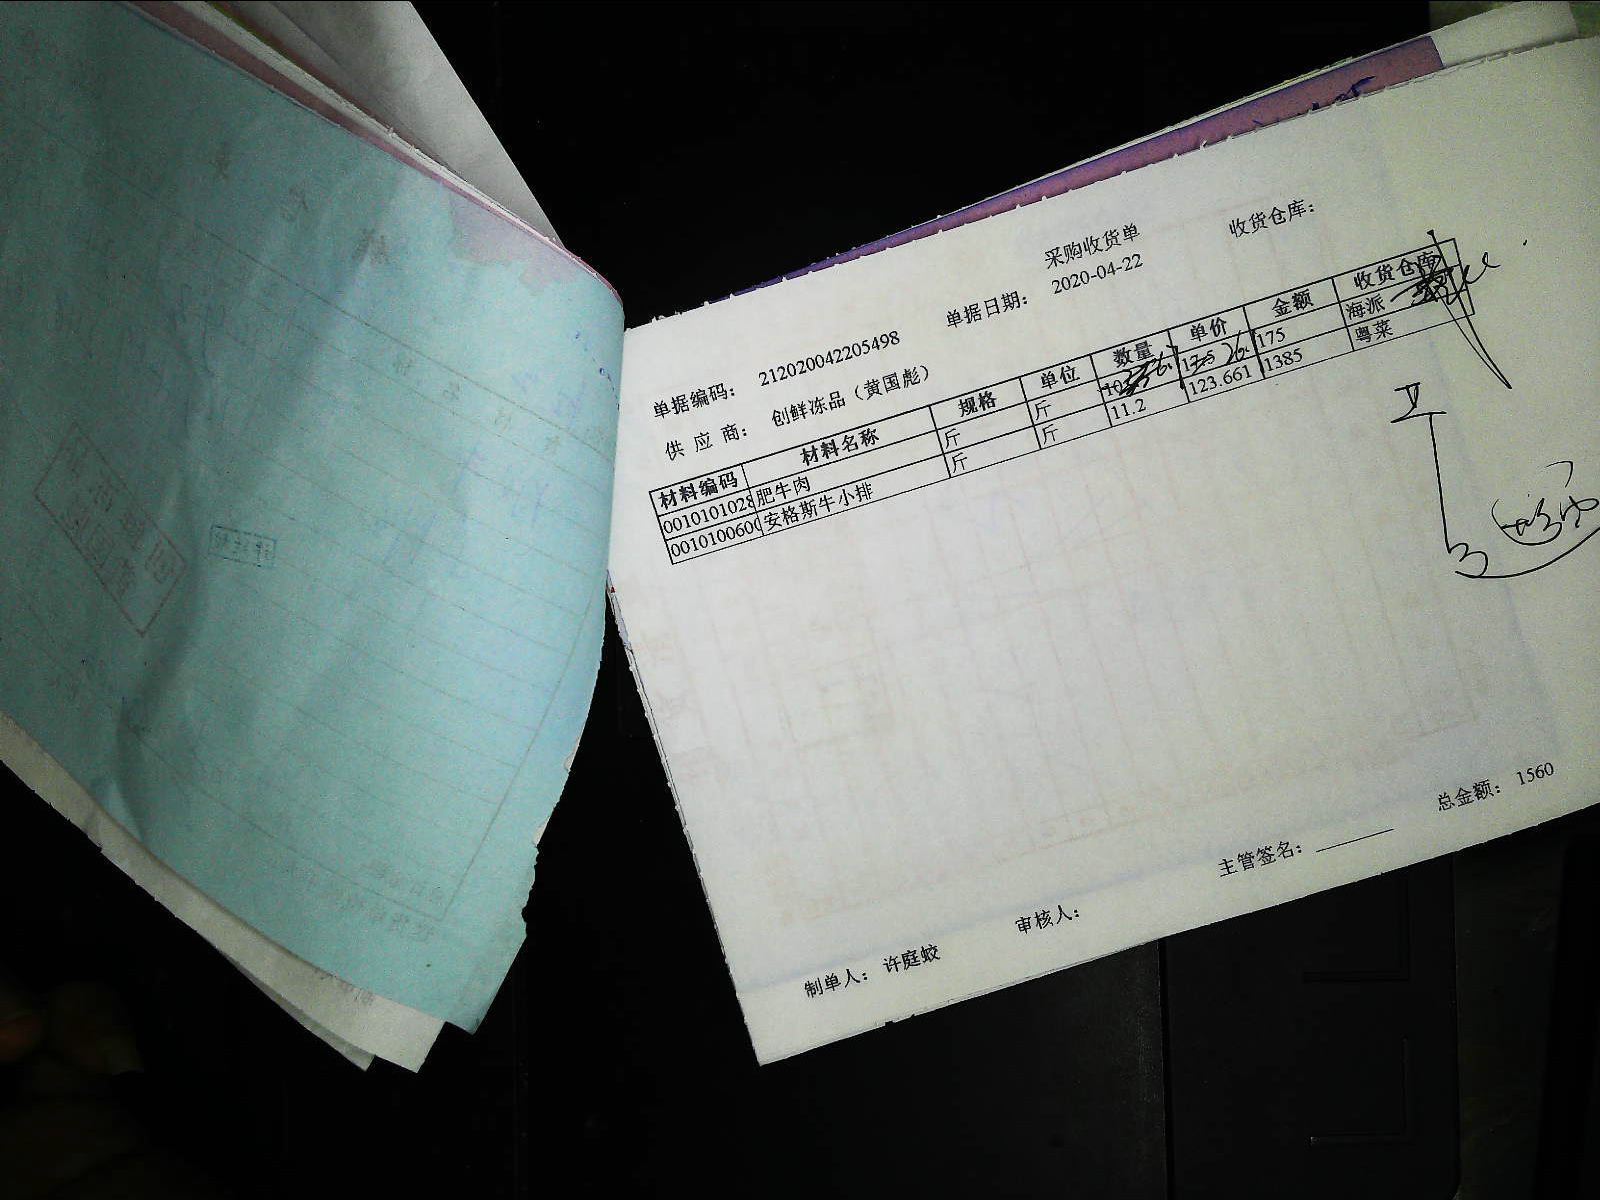 采购收货单
收货仓库：
单据编码： 212020042205498 单据日期： 2020-04-22
供 应 商： 创鲜冻品（黄国彪）
材料编码 材料名称 规格 单位 数量 单价 金额 收货仓库
0010101028 肥牛肉 斤 斤 175 海派
001010060 安格斯牛小排 斤 斤 11.2 123.661 1385 粤菜
总金额： 1560
主管签名：
审核人：
制单人： 许庭蛟